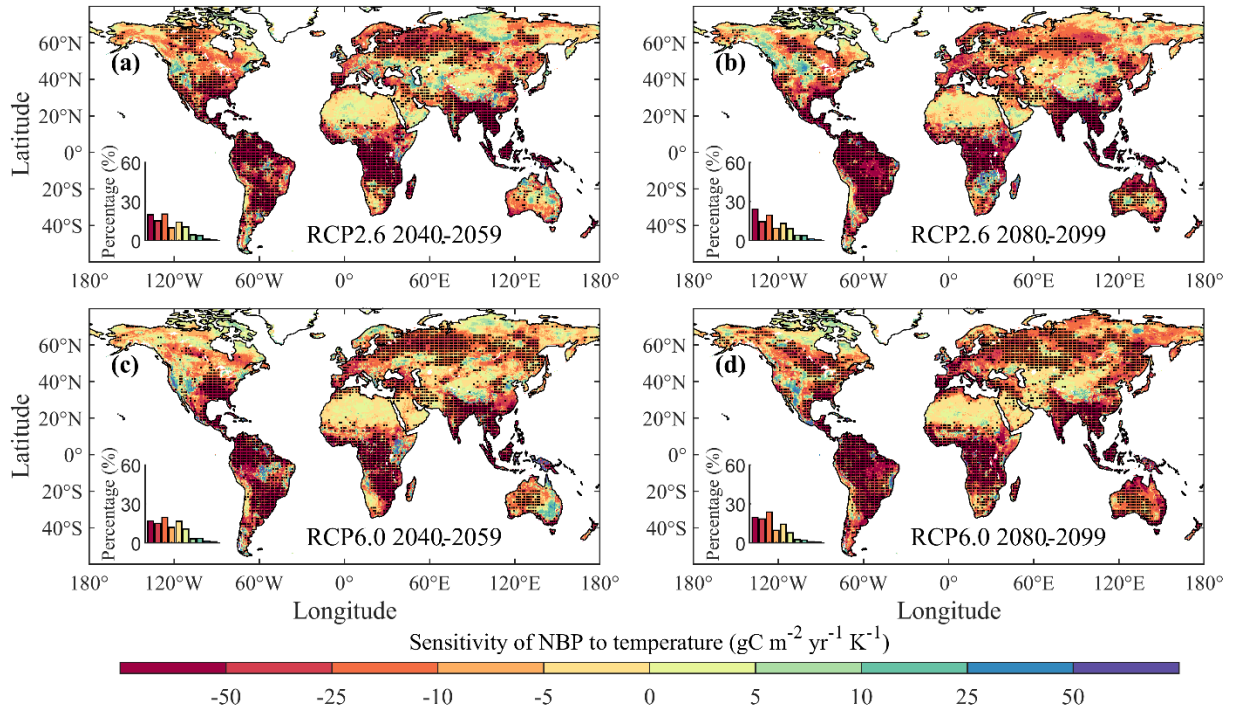 60°N
40°N
20°N
0°
20°S
40°S
Latitude
(a)
Percentage (%)
60
30
0
RCP2.6 2040-2059
180° 120°W 60°W 0° 60°E 120°E 180°
60°N
40°N
20°N
0°
20°S
40°S
(b)
Percentage (%)
60
30
0
RCP2.6 2080-2099
180° 120°W 60°W 0° 60°E 120°E 180°
60°N
40°N
20°N
0°
20°S
40°S
Latitude
(c)
Percentage (%)
60
30
0
RCP6.0 2040-2059
180° 120°W 60°W 0° 60°E 120°E 180°
Longitude
60°N
40°N
20°N
0°
20°S
40°S
(d)
Percentage (%)
60
30
0
RCP6.0 2080-2099
180° 120°W 60°W 0° 60°E 120°E 180°
Longitude
Sensitivity of NBP to temperature (gC m⁻² yr⁻¹ K⁻¹)
-50 -25 -10 -5 0 5 10 25 50